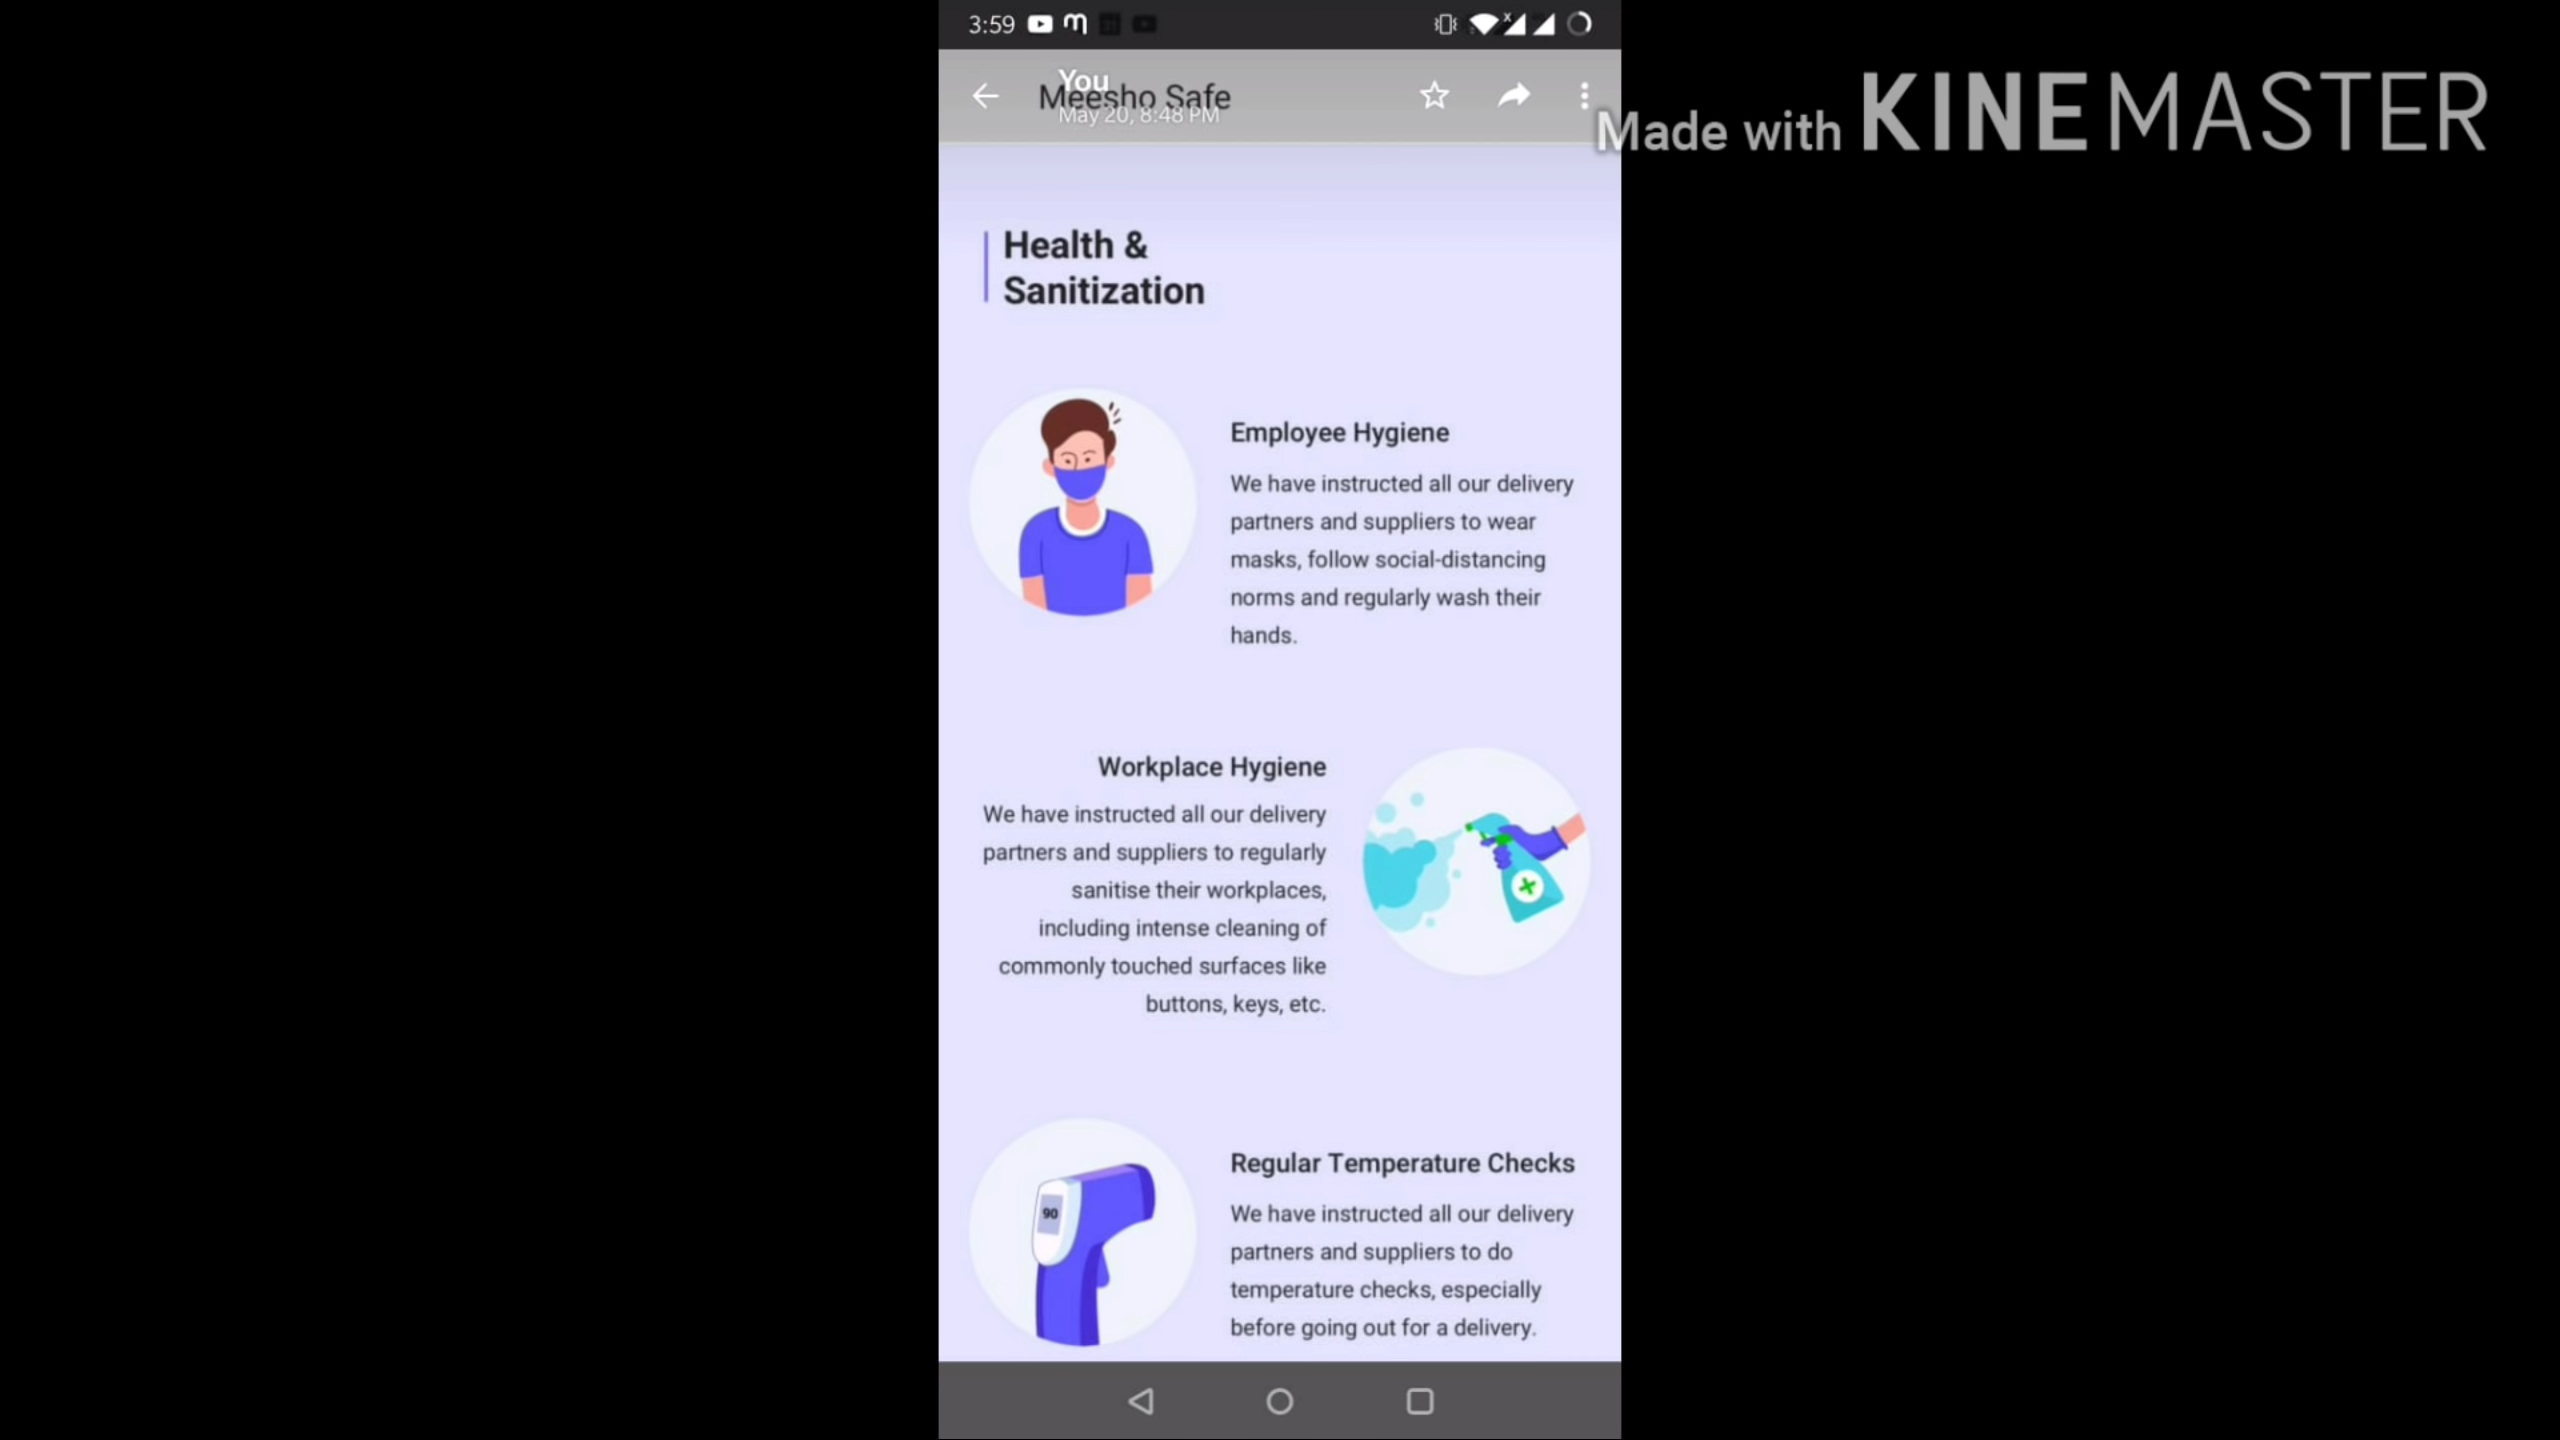 3:59
You
Meesho Safe
May 20, 8:48 PM
Made with KINEMASTER
Health &
Sanitization
Employee Hygiene
We have instructed all our delivery
partners and suppliers to wear
masks, follow social-distancing
norms and regularly wash their
hands.
Workplace Hygiene
We have instructed all our delivery
partners and suppliers to regularly
sanitise their workplaces,
including intense cleaning of
commonly touched surfaces like
buttons, keys, etc.
90
Regular Temperature Checks
We have instructed all our delivery
partners and suppliers to do
temperature checks, especially
before going out for a delivery.